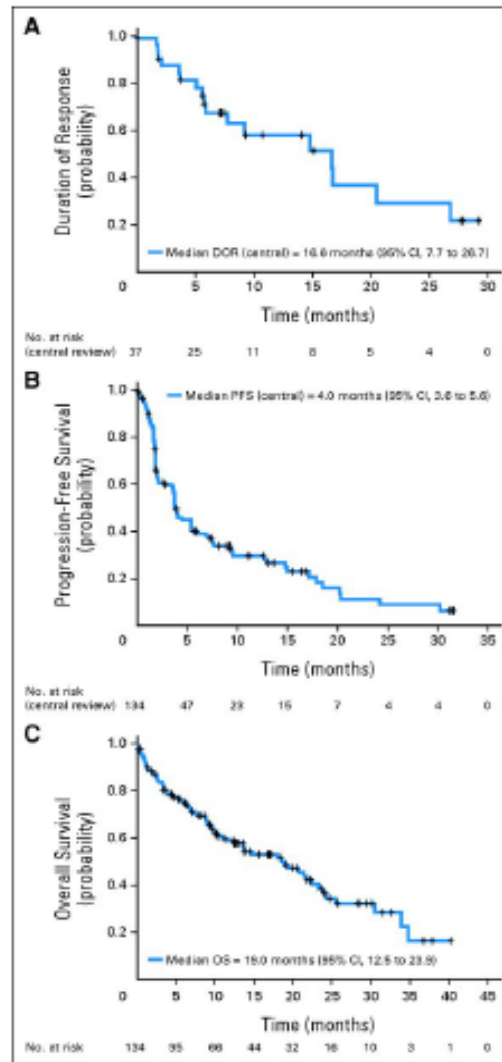 A
1.0
0.8
0.6
0.4
0.2
Duration of Response
(probability)
Median DOR (central) = 16.6 months (95% CI, 7.7 to 26.7)
0 5 10 15 20 25 30
Time (months)
No. at risk
(central review) 37 25 11 8 5 4 0
B
1.0
0.8
0.6
0.4
0.2
Progression-Free Survival
(probability)
Median PFS (central) = 4.0 months (95% CI, 3.6 to 5.6)
0 5 10 15 20 25 30 35
Time (months)
No. at risk
(central review) 134 47 23 15 7 4 4 0
C
1.0
0.8
0.6
0.4
0.2
Overall Survival
(probability)
Median OS = 19.0 months (95% CI, 12.5 to 23.9)
0 5 10 15 20 25 30 35 40 45
Time (months)
No. at risk 134 95 66 44 32 16 10 3 1 0